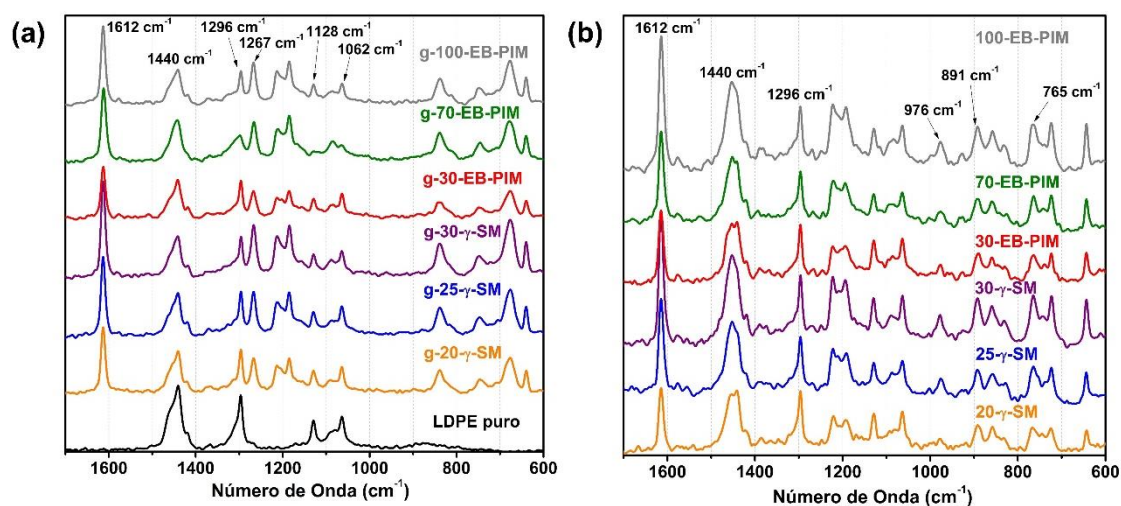 (a)
1612 cm⁻¹
1440 cm⁻¹
1296 cm⁻¹
1267 cm⁻¹
1128 cm⁻¹
1062 cm⁻¹
g-100-EB-PIM
g-70-EB-PIM
g-30-EB-PIM
g-30-γ-SM
g-25-γ-SM
g-20-γ-SM
LDPE puro
1600 1400 1200 1000 800 600
Número de Onda (cm⁻¹)
(b)
1612 cm⁻¹
1440 cm⁻¹
1296 cm⁻¹
976 cm⁻¹
891 cm⁻¹
765 cm⁻¹
100-EB-PIM
70-EB-PIM
30-EB-PIM
30-γ-SM
25-γ-SM
20-γ-SM
1600 1400 1200 1000 800 600
Número de Onda (cm⁻¹)